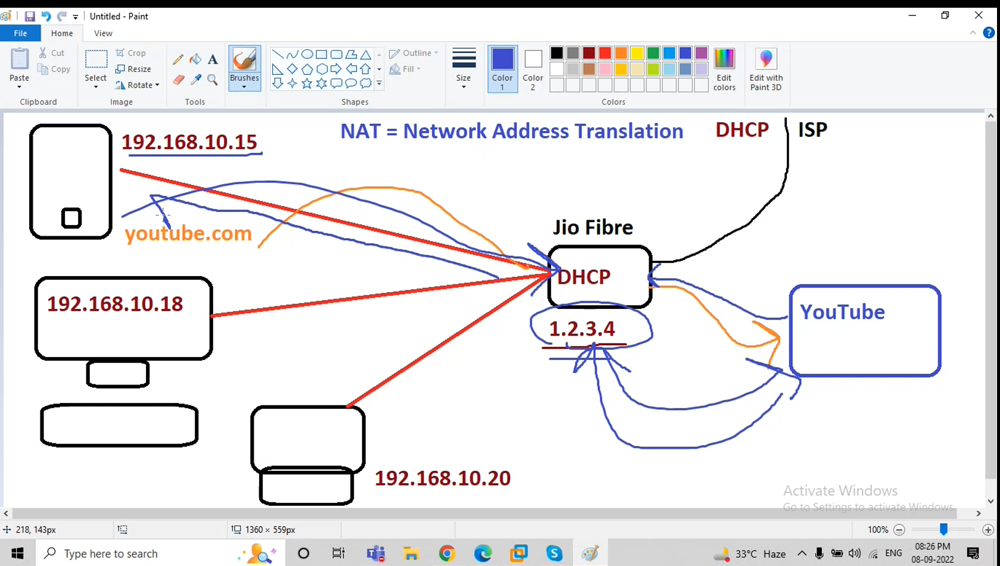 Untitled - Paint
File Home View
Paste
Cut
Copy
Clipboard
Select
Crop
Resize
Rotate
Image
A
Tools
Brushes
Shapes
Outline
Fill
Size
Color 1
Color 2
Colors
Edit colors
Edit with Paint 3D
192.168.10.15
NAT = Network Address Translation
DHCP
ISP
youtube.com
Jio Fibre
DHCP
192.168.10.18
YouTube
1.2.3.4
192.168.10.20
Activate Windows
Go to Settings to activate Windows.
218, 143px
1360 × 559px
100%
Type here to search
33°C Haze
ENG
08:26 PM
08-09-2022